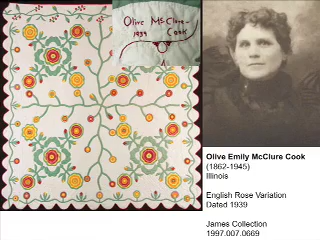 Olive McClure-
1939 Cook
Olive Emily McClure Cook
(1862-1945)
Illinois
English Rose Variation
Dated 1939
James Collection
1997.007.0669